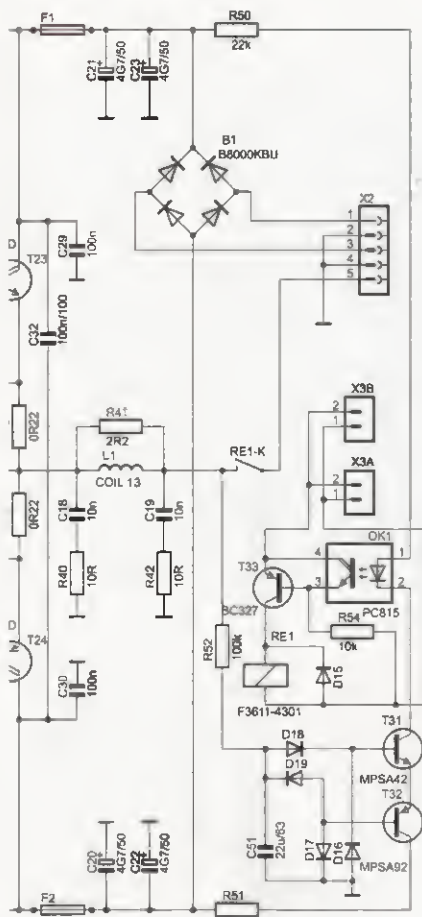 F1
C21
4G7/50
C23
4G7/50
R50
22k
B1
B8000KBU
X2
1
2
3
4
5
D
T23
C29
100n
C32
100n/100
0R22
R41
2R2
L1
COIL 13
RE1-K
X3B
2
1
X3A
2
1
0R22
C18
10n
C19
10n
R40
10R
R42
10R
OK1
4
1
3
2
PC815
T33
BC327
R54
10k
R52
100k
RE1
F3611-4301
D15
D
T24
C30
100n
D18
D19
T31
MPSA42
T32
MPSA92
C51
22u/63
D17
D16
C20
4G7/50
C22
4G7/50
F2
R51